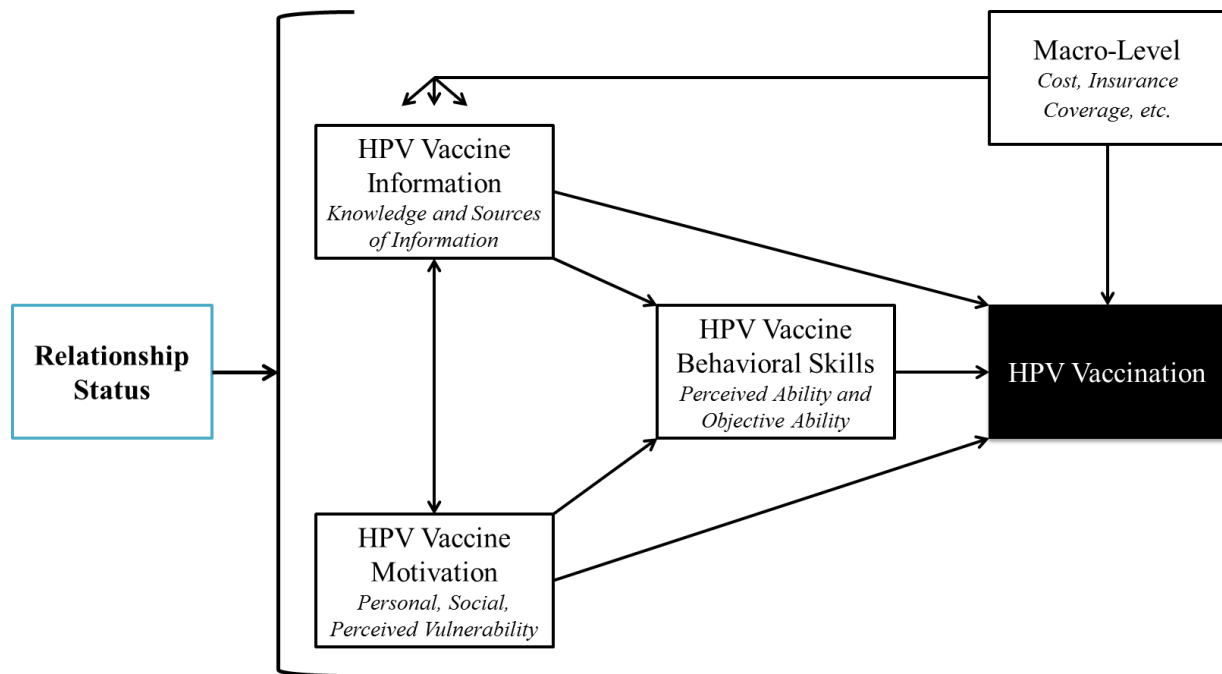 Macro-Level
Cost, Insurance
Coverage, etc.
HPV Vaccine
Information
Knowledge and Sources
of Information
Relationship
Status
HPV Vaccine
Behavioral Skills
Perceived Ability and
Objective Ability
HPV Vaccination
HPV Vaccine
Motivation
Personal, Social,
Perceived Vulnerability